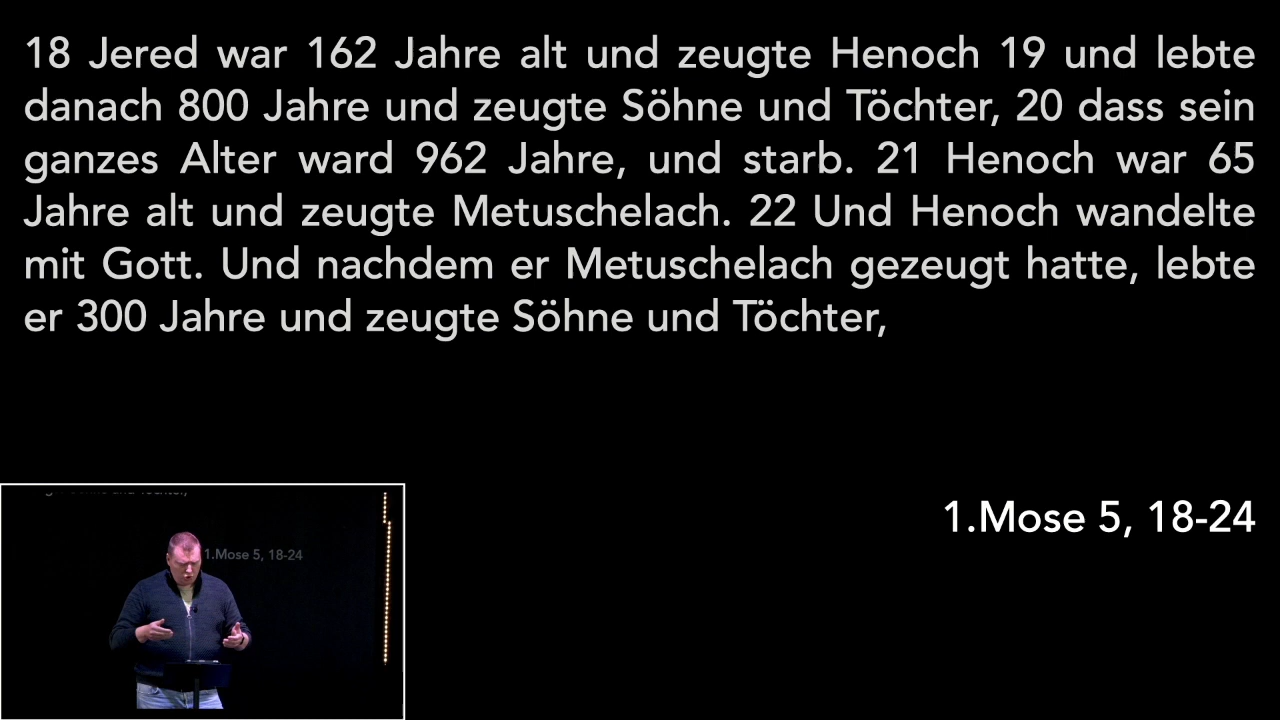 18 Jered war 162 Jahre alt und zeugte Henoch 19 und lebte
danach 800 Jahre und zeugte Söhne und Töchter, 20 dass sein
ganzes Alter ward 962 Jahre, und starb. 21 Henoch war 65
Jahre alt und zeugte Metuschelach. 22 Und Henoch wandelte
mit Gott. Und nachdem er Metuschelach gezeugt hatte, lebte
er 300 Jahre und zeugte Söhne und Töchter,
1.Mose 5, 18-24
1.Mose 5, 18-24